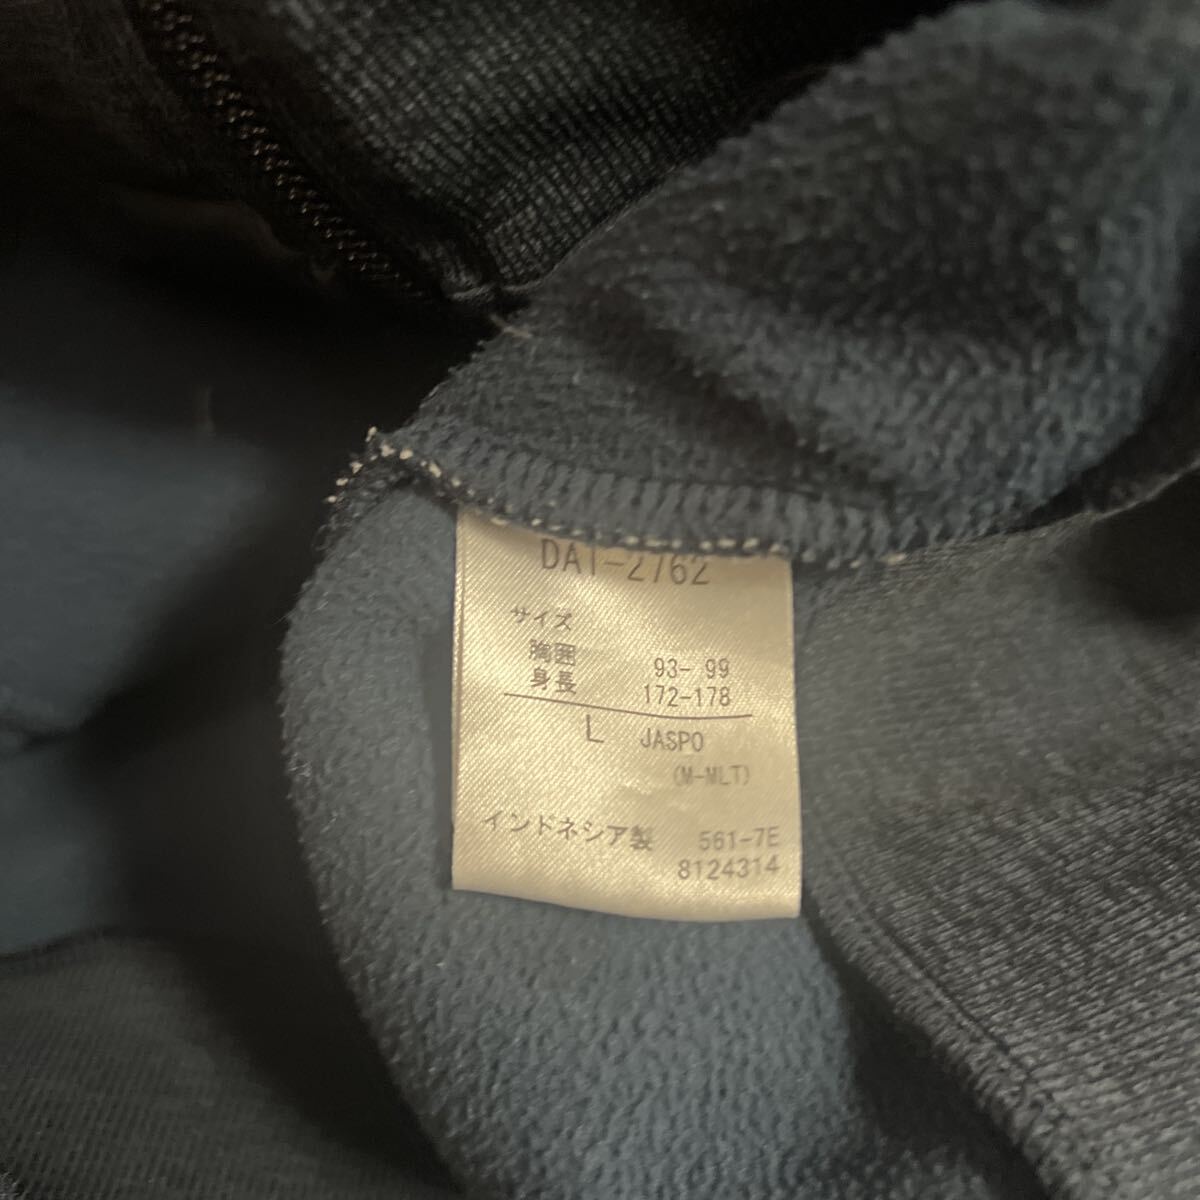 DAT-2762
サイズ
胸囲 93- 99
身長 172-178
L JASPO
(M-MLT)
インドネシア製 561-7E
8124314